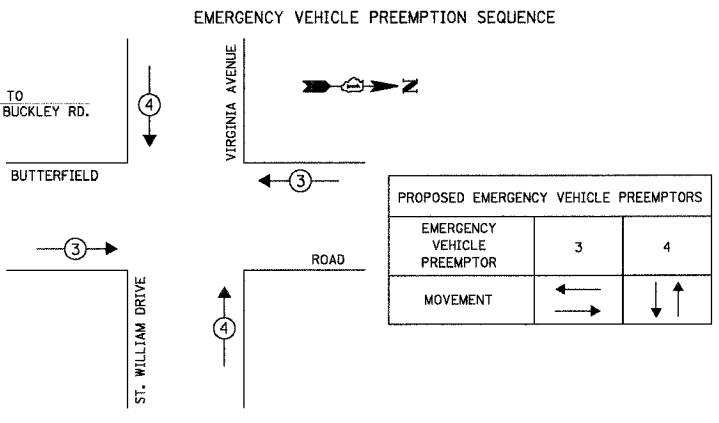 EMERGENCY VEHICLE PREEMPTION SEQUENCE
TO
BUCKLEY RD.
4
VIRGINIA AVENUE
N
BUTTERFIELD
3
3
ROAD
ST. WILLIAM DRIVE
4
PROPOSED EMERGENCY VEHICLE PREEMPTORS
EMERGENCY
VEHICLE
PREEMPTOR
3
4
MOVEMENT